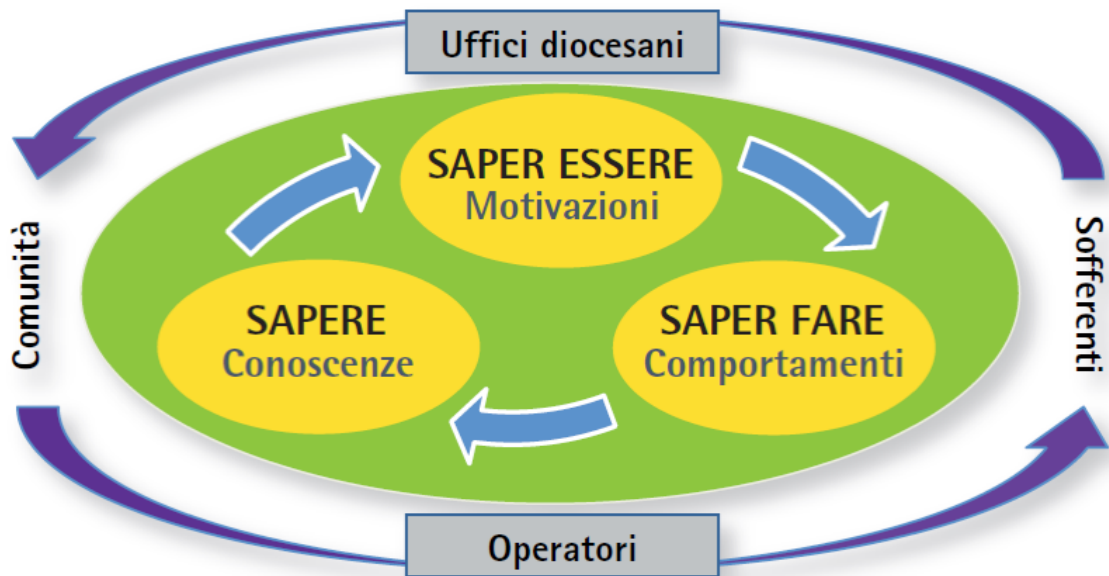 Uffici diocesani
SAPER ESSERE
Motivazioni
Comunità
Sofferenti
SAPERE
Conoscenze
SAPER FARE
Comportamenti
Operatori